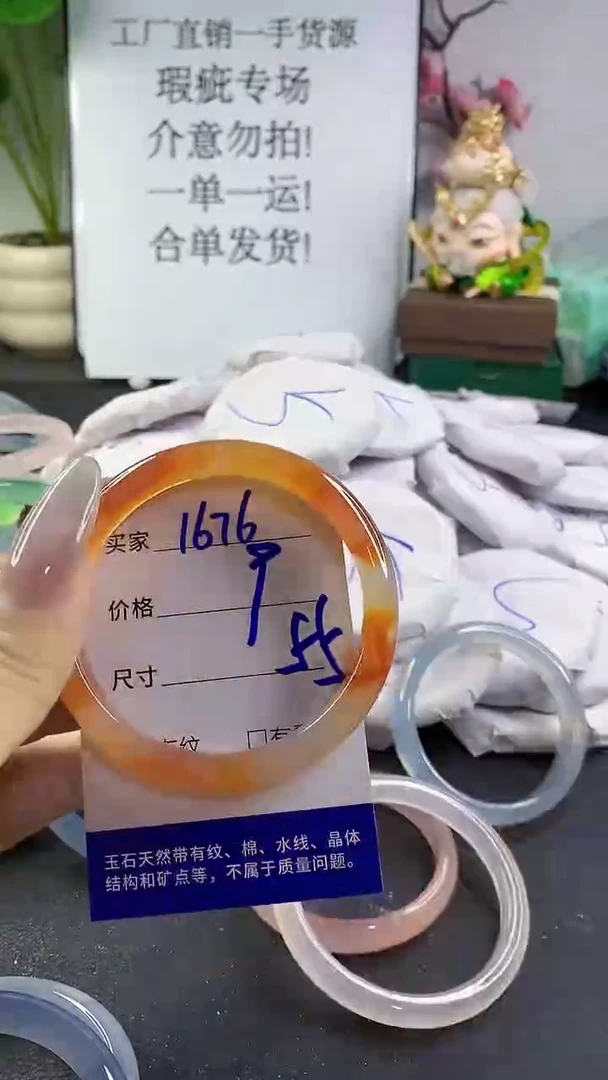 工厂直销一手货源
瑕疵专场
介意勿拍!
一单一运!
合单发货!
买家 1676
价格
尺寸 55
玉石天然带有纹、棉、水线、晶体
结构和矿点等，不属于质量问题。